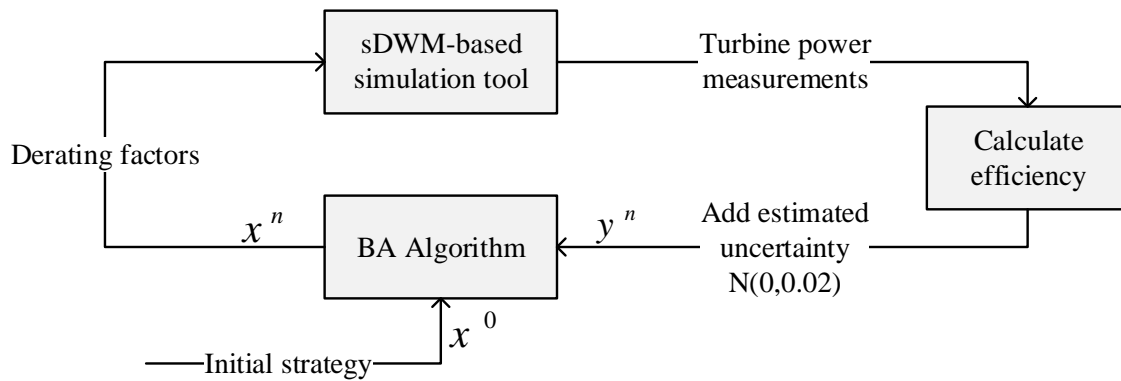 sDWM-based
simulation tool
Turbine power
measurements
Calculate
efficiency
Derating factors
x^n
BA Algorithm
y^n
Add estimated
uncertainty
N(0,0.02)
x^0
Initial strategy